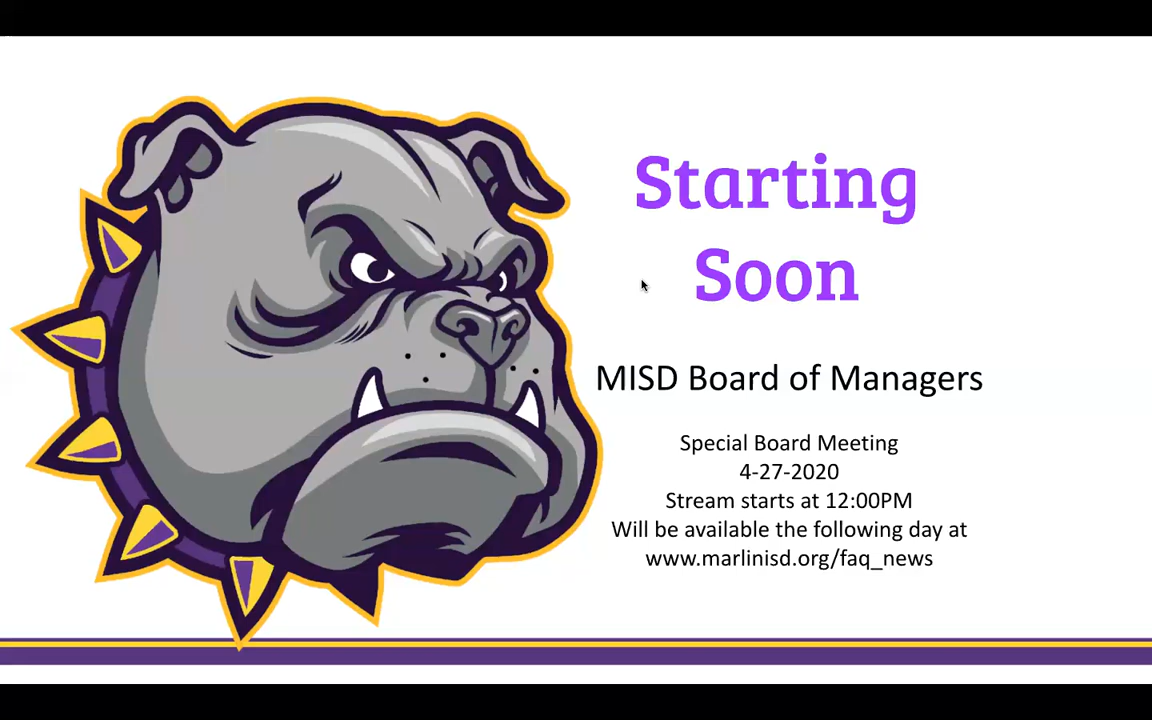 Starting
Soon
MISD Board of Managers
Special Board Meeting
4-27-2020
Stream starts at 12:00PM
Will be available the following day at
www.marlinisd.org/faq_news